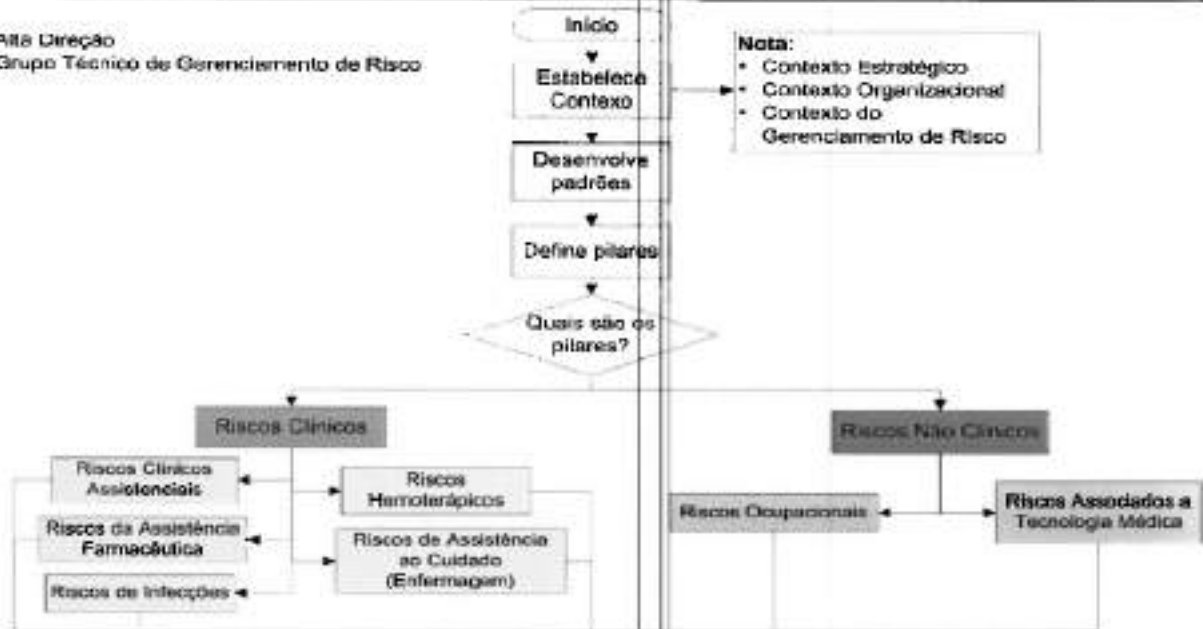 Alta Direção
Grupo Técnico de Gerenciamento de Risco
Início
Estabelece
Contexo
Nota:
• Contexto Estratégico
• Contexto Organizacional
• Contexto do
Gerenciamento de Risco
Desenvolve
padrões
Define pilares
Quais são os
pilares?
Riscos Clínicos
Riscos Não Clínicos
Riscos Clínicos
Assistenciais
Riscos
Hemoterápicos
Riscos Ocupacionais
Riscos Associados a
Tecnologia Médica
Riscos da Assistência
Farmacêutica
Riscos de Assistência
ao Cuidado
(Enfermagem)
Riscos de Infecções